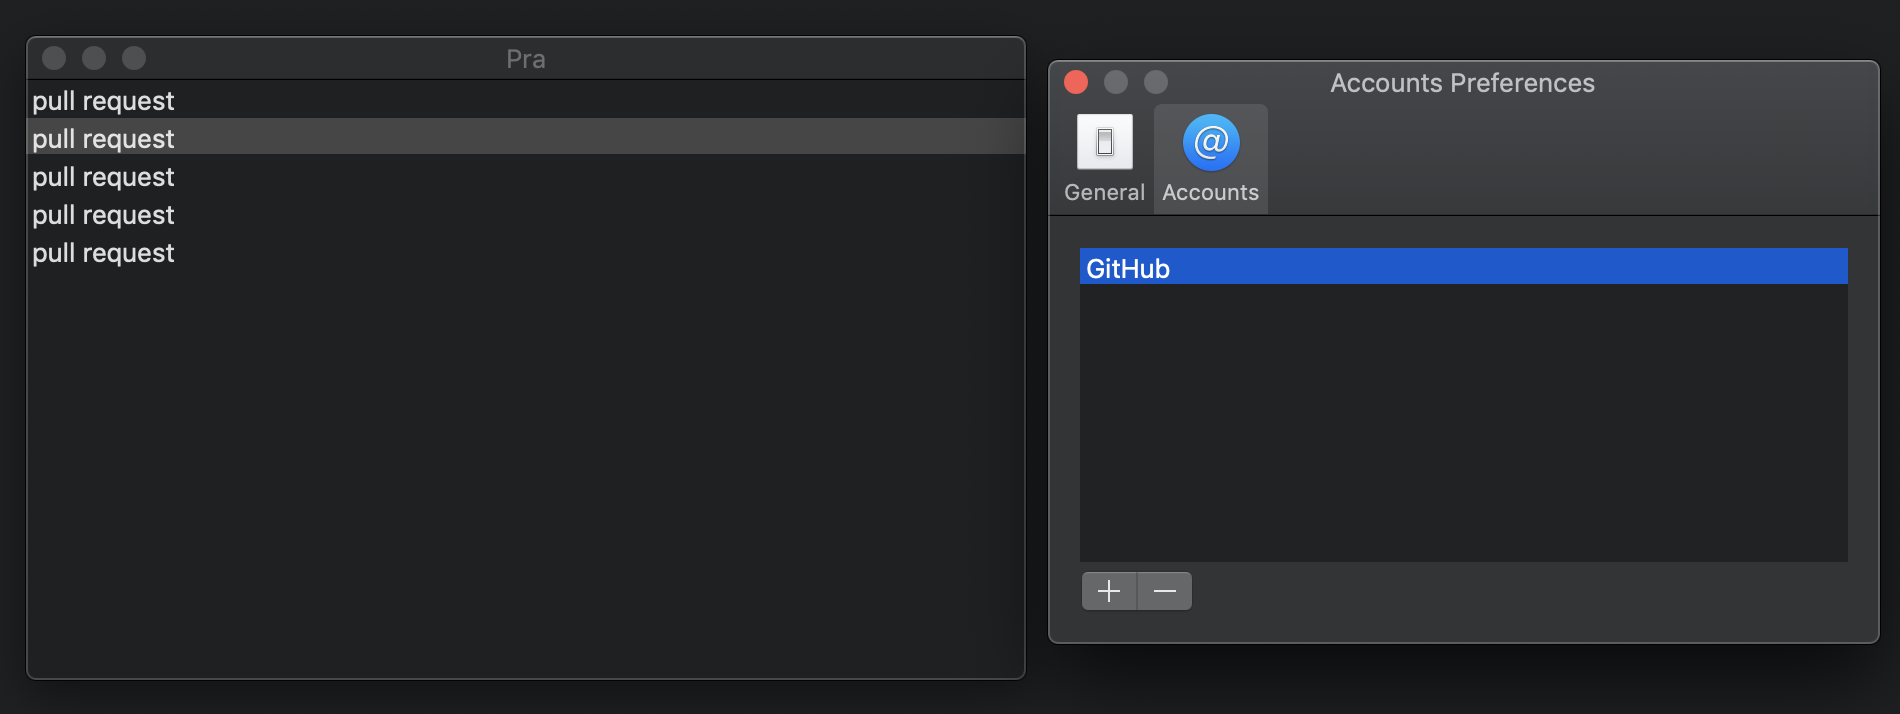 Pra
pull request
pull request
pull request
pull request
pull request
Accounts Preferences
General
Accounts
GitHub